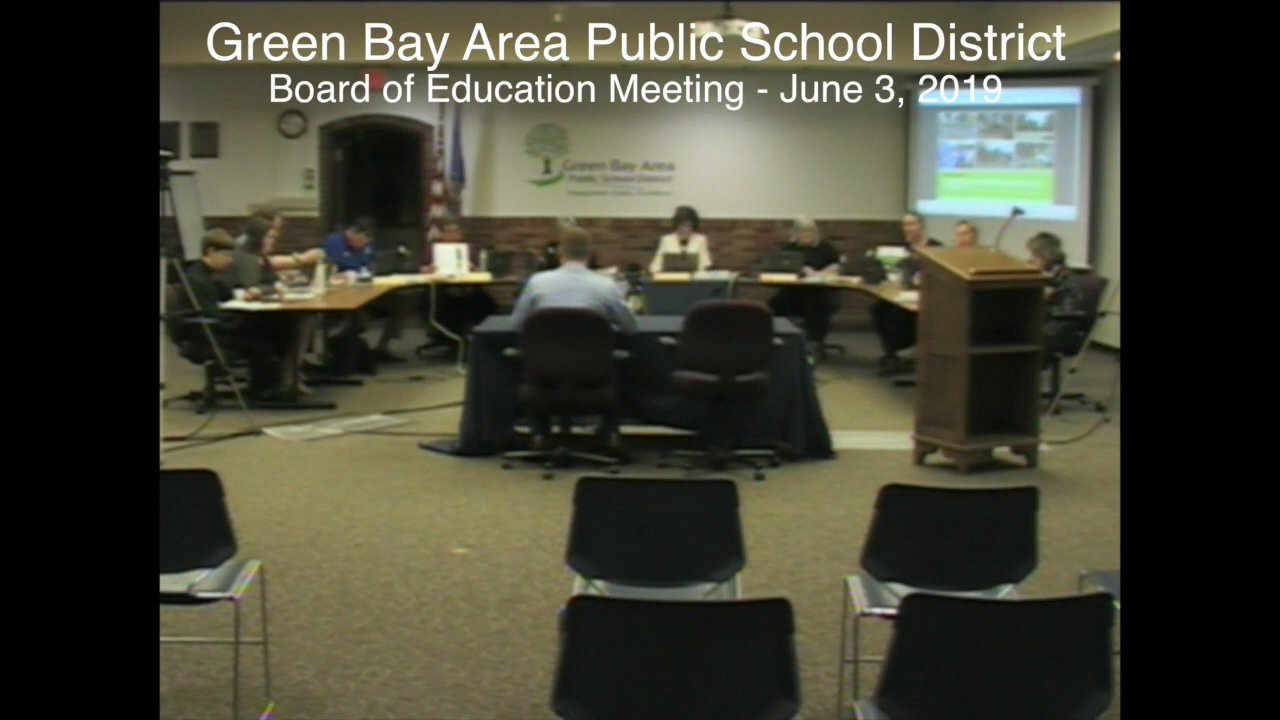 Green Bay Area Public School District
Board of Education Meeting - June 3, 2019
Green Bay Area
Public School District